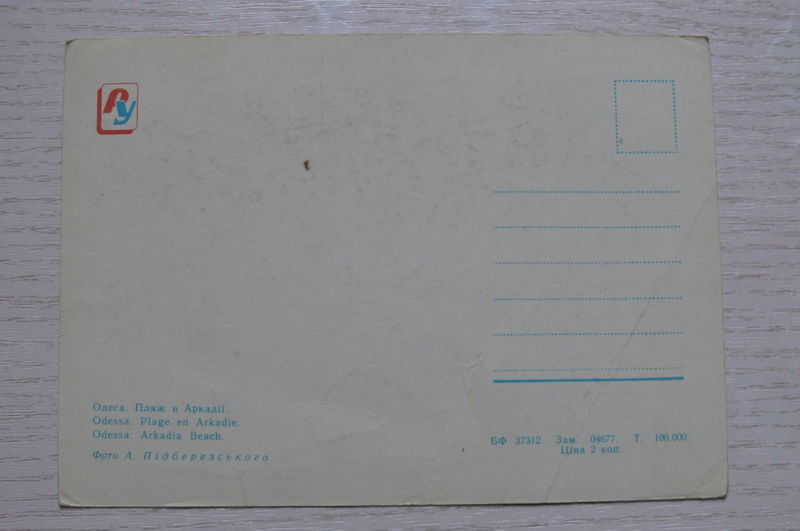 РУ
Одеса. Пляж в Аркадії.
Odessa. Plage en Arkadie.
Odessa. Arkadia Beach.
Фото А. Підберезського
БФ 37312. Зам. 04677. Т. 100.000.
Ціна 2 коп.